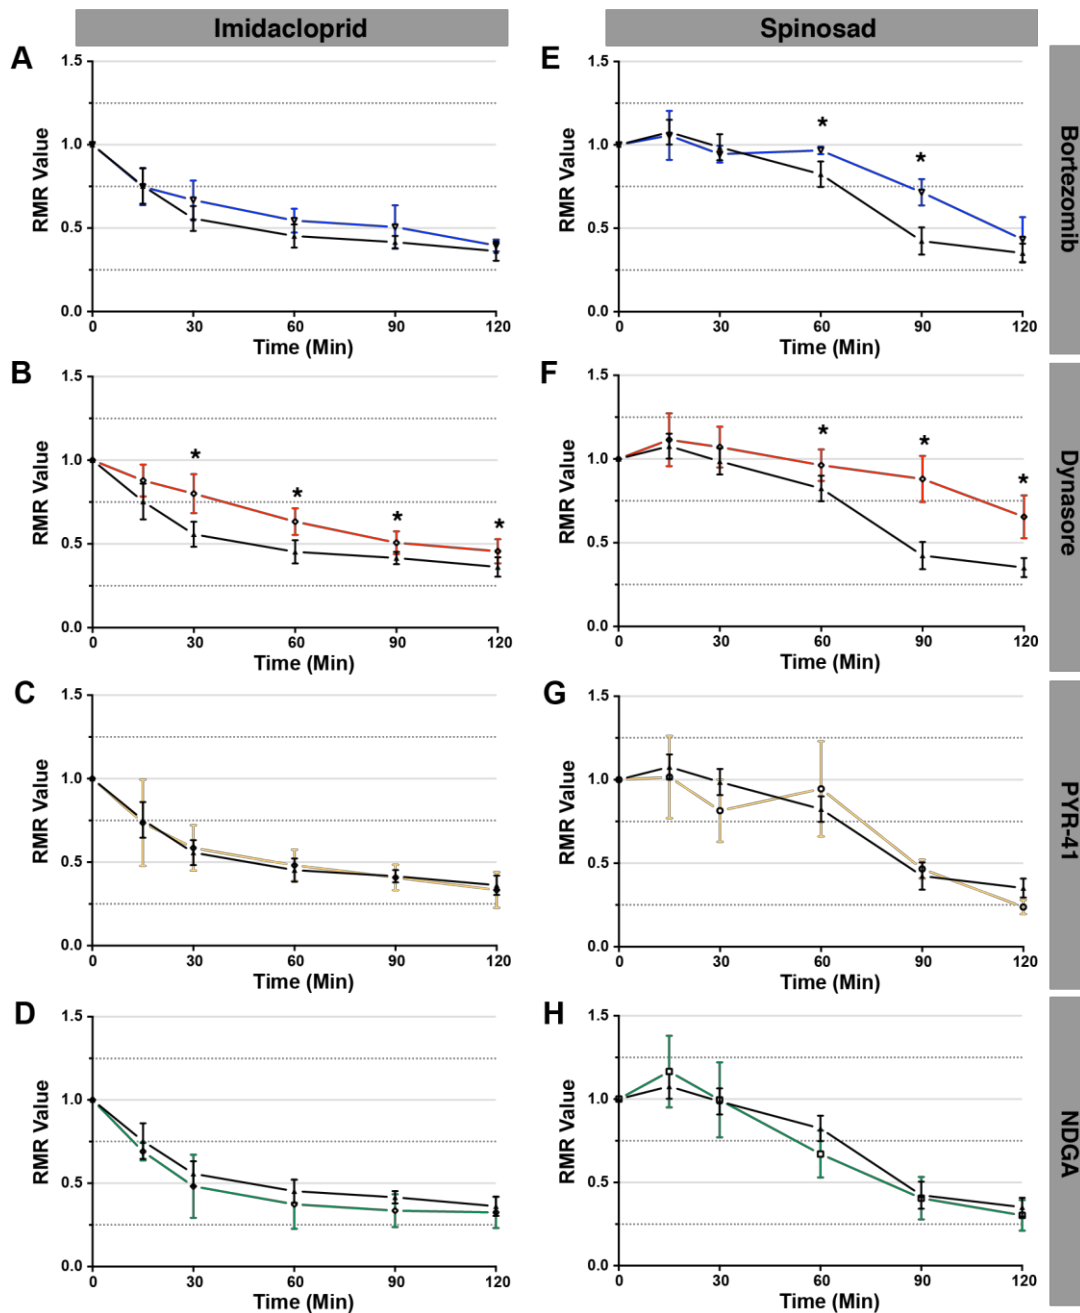 Imidacloprid
Spinosad
A
1.5
1.0
0.5
0.0
RMR Value
0
30
60
90
120
Time (Min)
E
1.5
1.0
0.5
0.0
RMR Value
*
*
0
30
60
90
120
Time (Min)
Bortezomib
B
1.5
1.0
0.5
0.0
RMR Value
*
*
*
*
0
30
60
90
120
Time (Min)
F
1.5
1.0
0.5
0.0
RMR Value
*
*
*
0
30
60
90
120
Time (Min)
Dynasore
C
1.5
1.0
0.5
0.0
RMR Value
0
30
60
90
120
Time (Min)
G
1.5
1.0
0.5
0.0
RMR Value
0
30
60
90
120
Time (Min)
PYR-41
D
1.5
1.0
0.5
0.0
RMR Value
0
30
60
90
120
Time (Min)
H
1.5
1.0
0.5
0.0
RMR Value
0
30
60
90
120
Time (Min)
NDGA